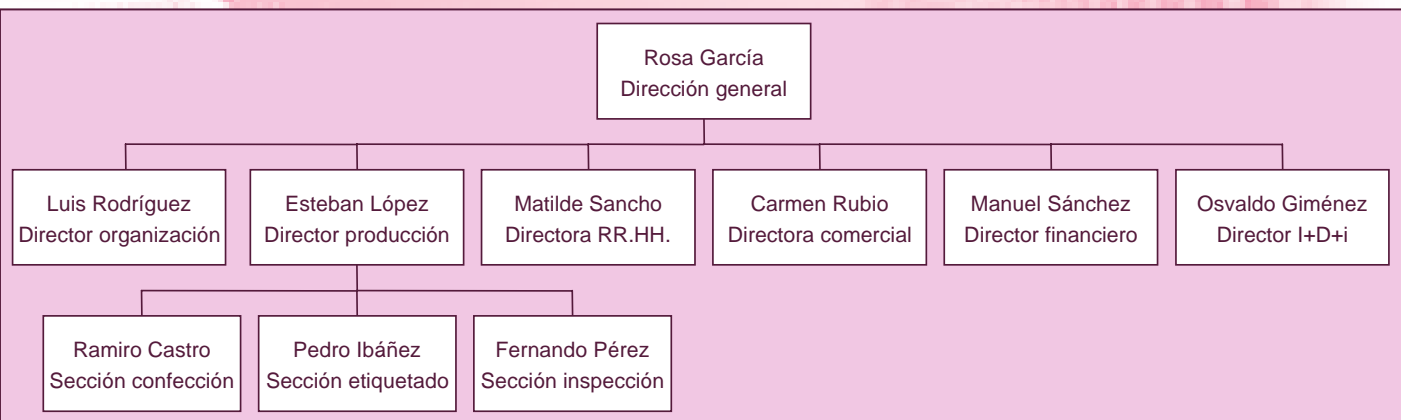 Rosa García
Dirección general
Luis Rodríguez
Director organización
Esteban López
Director producción
Matilde Sancho
Directora RR.HH.
Carmen Rubio
Directora comercial
Manuel Sánchez
Director financiero
Osvaldo Giménez
Director I+D+i
Ramiro Castro
Sección confección
Pedro Ibáñez
Sección etiquetado
Fernando Pérez
Sección inspección